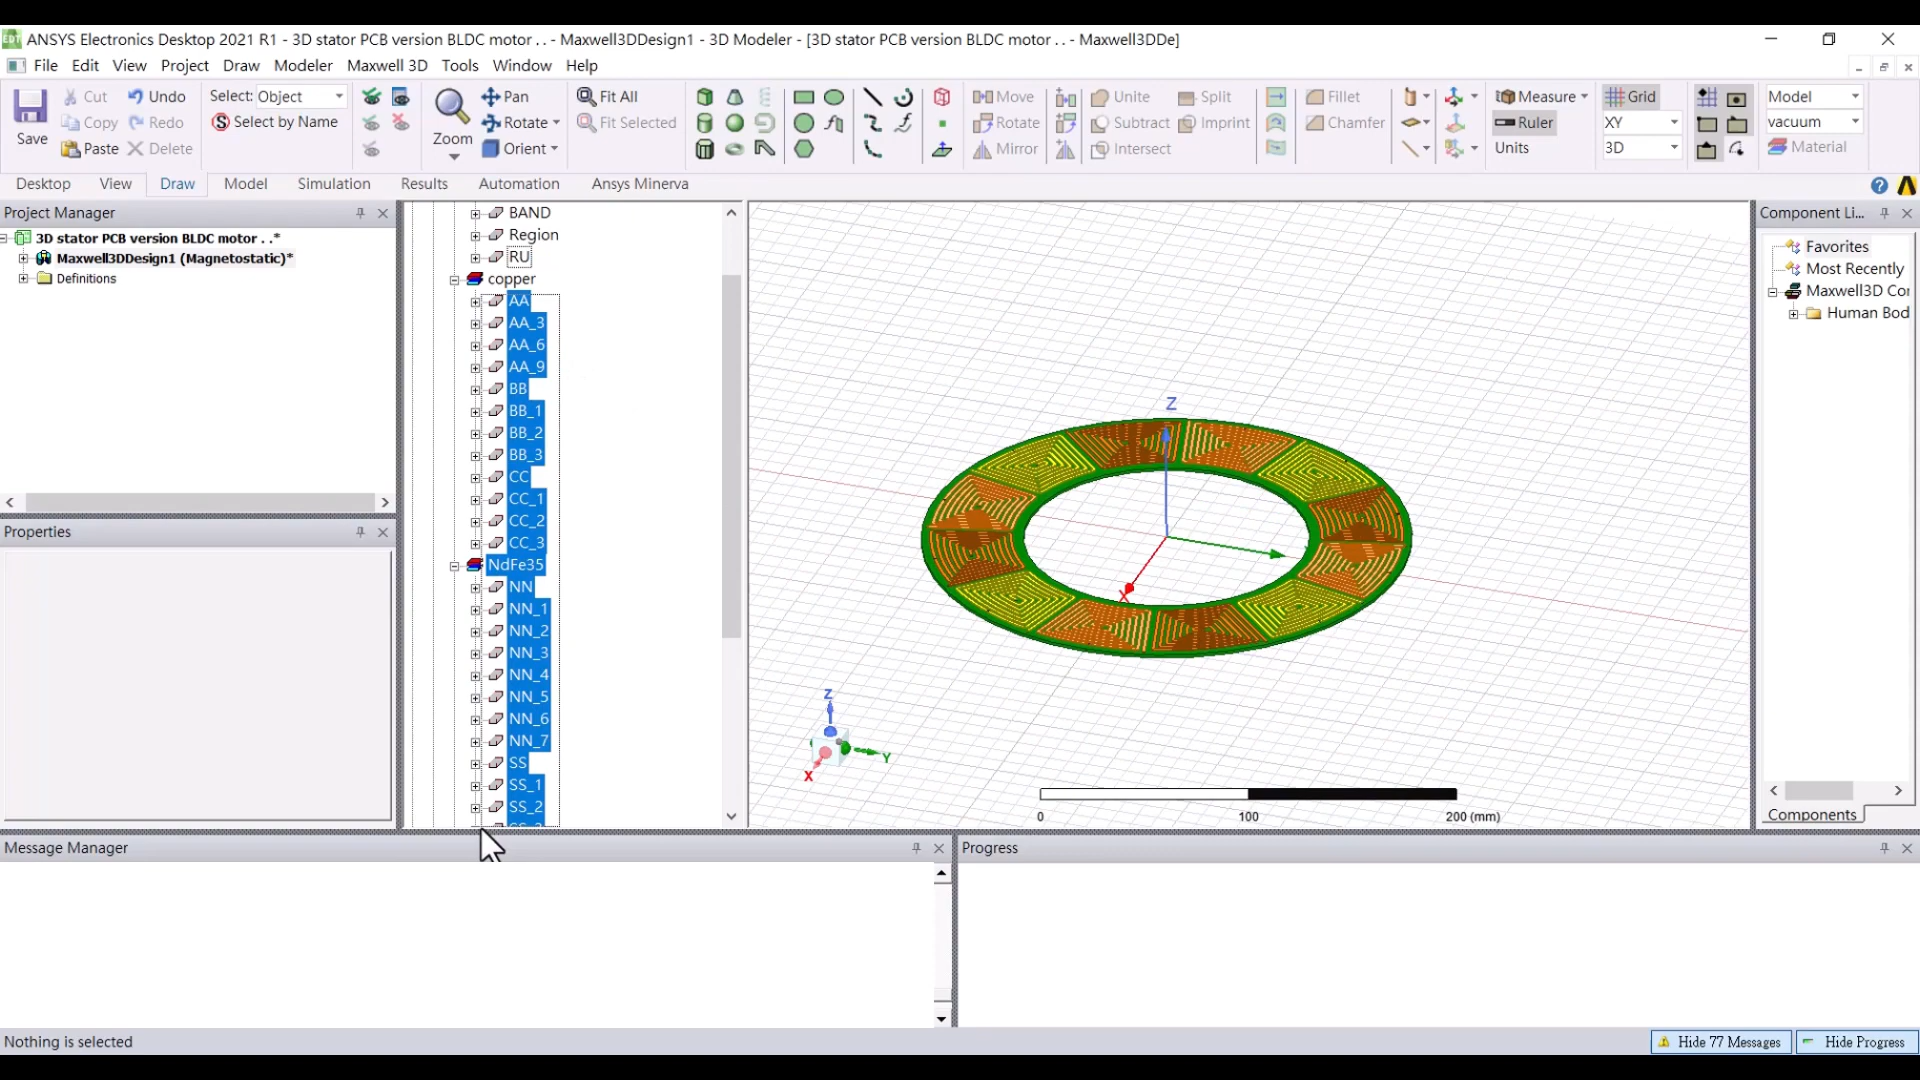 ANSYS Electronics Desktop 2021 R1 - 3D stator PCB version BLDC motor . . - Maxwell3DDesign1 - 3D Modeler - [3D stator PCB version BLDC motor . . - Maxwell3DDe]
File Edit View Project Draw Modeler Maxwell 3D Tools Window Help
Save
Cut
Copy
Paste
Undo
Redo
Delete
Select: Object
Select by Name
Zoom
Pan
Rotate
Orient
Fit All
Fit Selected
Move
Rotate
Mirror
Unite
Subtract
Intersect
Split
Imprint
Fillet
Chamfer
Measure
Ruler
Units
Grid
XY
3D
Model
vacuum
Material
Desktop View Draw Model Simulation Results Automation Ansys Minerva
Project Manager
3D stator PCB version BLDC motor . .*
Maxwell3DDesign1 (Magnetostatic)*
Definitions
Properties
BAND
Region
RU
copper
AA
AA_3
AA_6
AA_9
BB
BB_1
BB_2
BB_3
CC
CC_1
CC_2
CC_3
NdFe35
NN
NN_1
NN_2
NN_3
NN_4
NN_5
NN_6
NN_7
SS
SS_1
SS_2
Z
X
Z
Y
X
0 100 200 (mm)
Component Li...
Favorites
Most Recently
Maxwell3D Cor
Human Bod
Components
Message Manager
Progress
Nothing is selected
Hide 77 Messages
Hide Progress